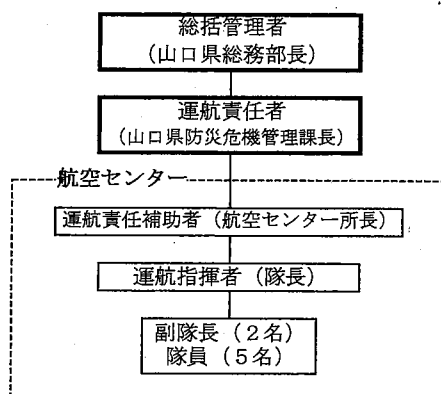 総括管理者
（山口県総務部長）
運航責任者
（山口県防災危機管理課長）
航空センター
運航責任補助者（航空センター所長）
運航指揮者（隊長）
副隊長（２名）
隊員（５名）